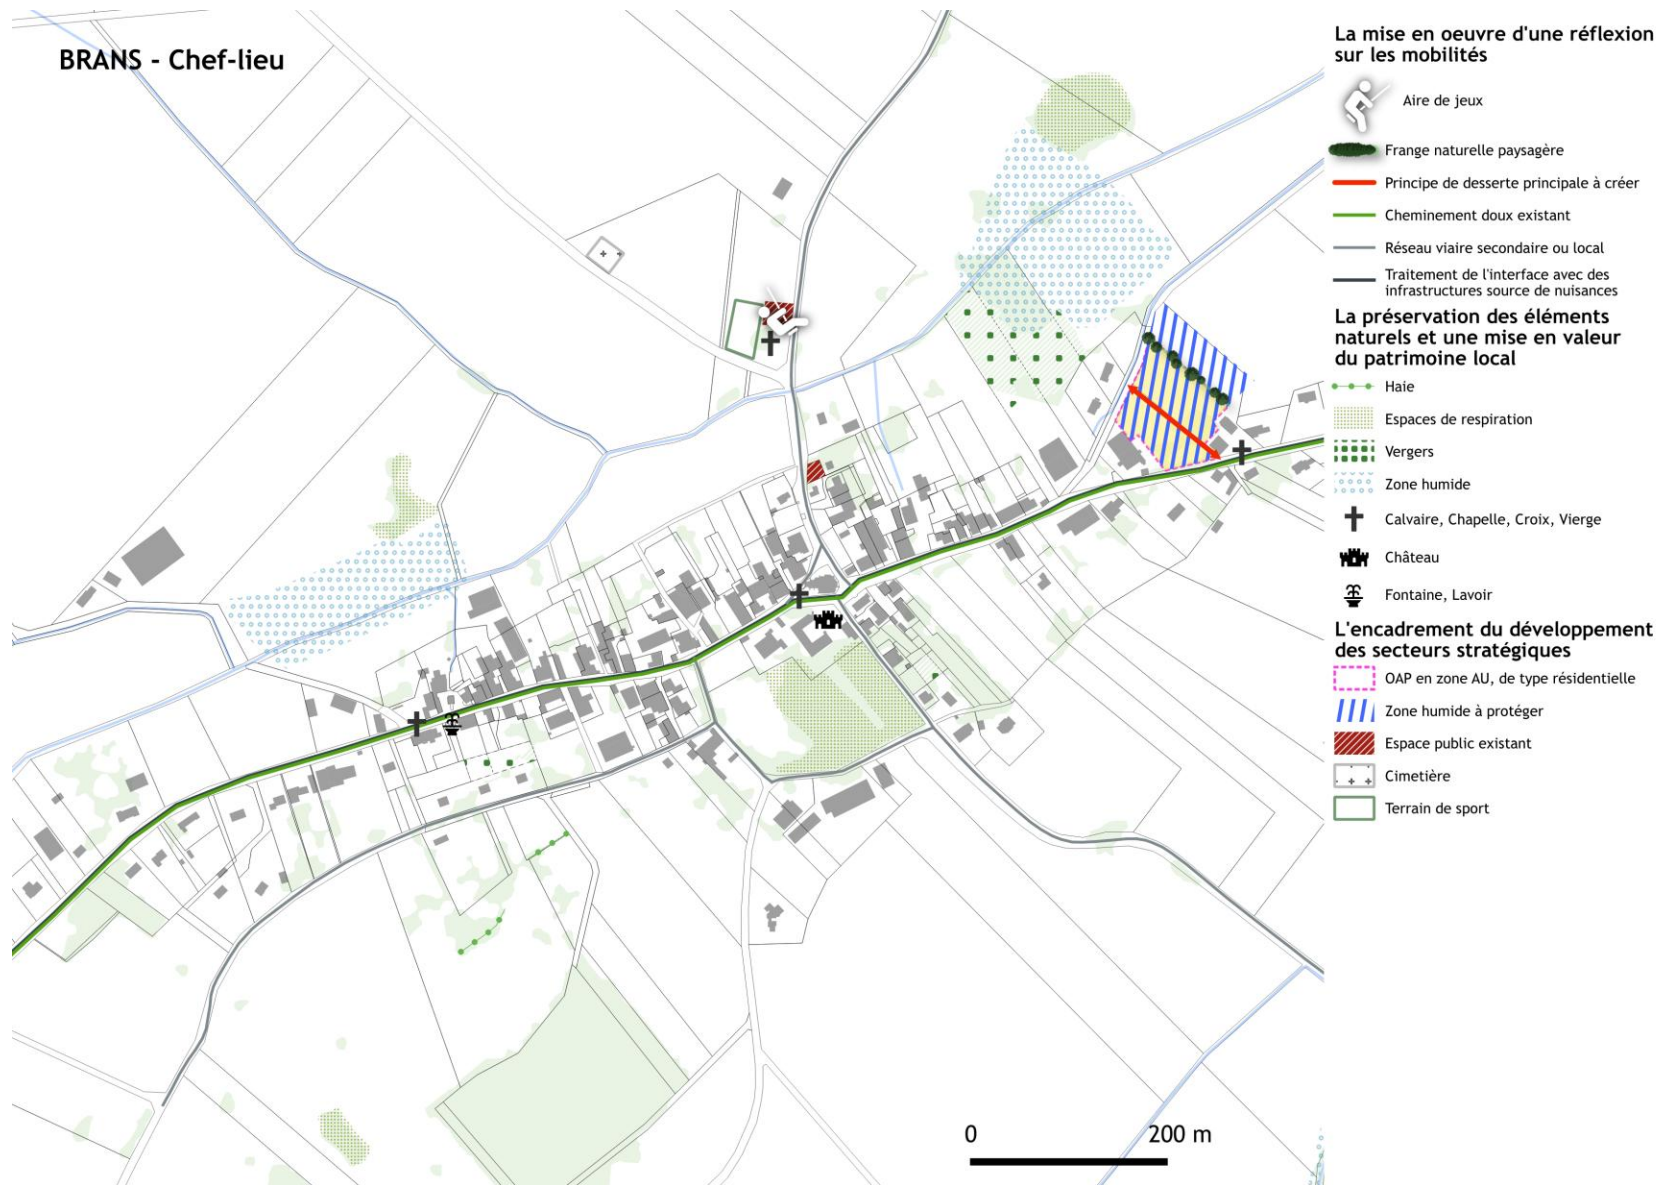 BRANS - Chef-lieu
La mise en oeuvre d'une réflexion
sur les mobilités
Aire de jeux
Frange naturelle paysagère
Principe de desserte principale à créer
Cheminement doux existant
Réseau viaire secondaire ou local
Traitement de l'interface avec des
infrastructures source de nuisances
La préservation des éléments
naturels et une mise en valeur
du patrimoine local
Haie
Espaces de respiration
Vergers
Zone humide
Calvaire, Chapelle, Croix, Vierge
Château
Fontaine, Lavoir
L'encadrement du développement
des secteurs stratégiques
OAP en zone AU, de type résidentielle
Zone humide à protéger
Espace public existant
Cimetière
Terrain de sport
0 200 m